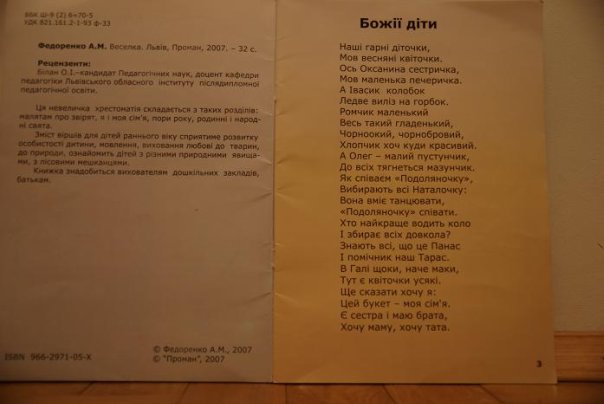 ББК Ш-9 (2) 6×70-5
УДК 821.161.2-1-93 ф-33
Федоренко А.М. Веселка. Львів, Проман, 2007. – 32 с.
Рецензенти:
Білан О.І.–кандидат Педагогічних наук, доцент кафедри
педагогіки Львівського обласного інституту післядипломної
педагогічної освіти.
Ця невеличка хрестоматія складається з таких розділів:
малятам про звірят, я і моя сім'я, пори року, родинні і народ-
ні свята.
Зміст віршів для дітей раннього віку сприятиме розвитку
особистості дитини, мовлення, виховання любові до тварин,
до природи, ознайомить дітей з різними природними явища-
ми, з лісовими мешканцями.
Книжка знадобиться вихователям дошкільних закладів,
батькам.
ISBN 966-2971-05-X
© Федоренко А.М., 2007
© "Проман", 2007
Божії діти
Наші гарні діточки,
Мов весняні квіточки.
Ось Оксанина сестричка,
Мов маленька печеричка.
А Івасик колобок
Ледве виліз на горбок.
Ромчик маленький
Весь такий гладенький,
Чорноокий, чорнобровий,
Хлопчик хоч куди красивий.
А Олег – малий пустунчик,
До всіх тягнеться мазунчик.
Як співаєм «Подоляночку»,
Вибирають всі Наталочку:
Вона вміє танцювати,
«Подоляночку» співати.
Хто найкраще водить коло
І збирає всіх довкола?
Знають всі, що це Панас
І помічник наш Тарас.
В Галі щоки, наче маки,
Тут є квіточки усякі.
Ще сказати хочу я:
Цей букет – моя сім'я.
Є сестра і маю брата,
Хочу маму, хочу тата.
3